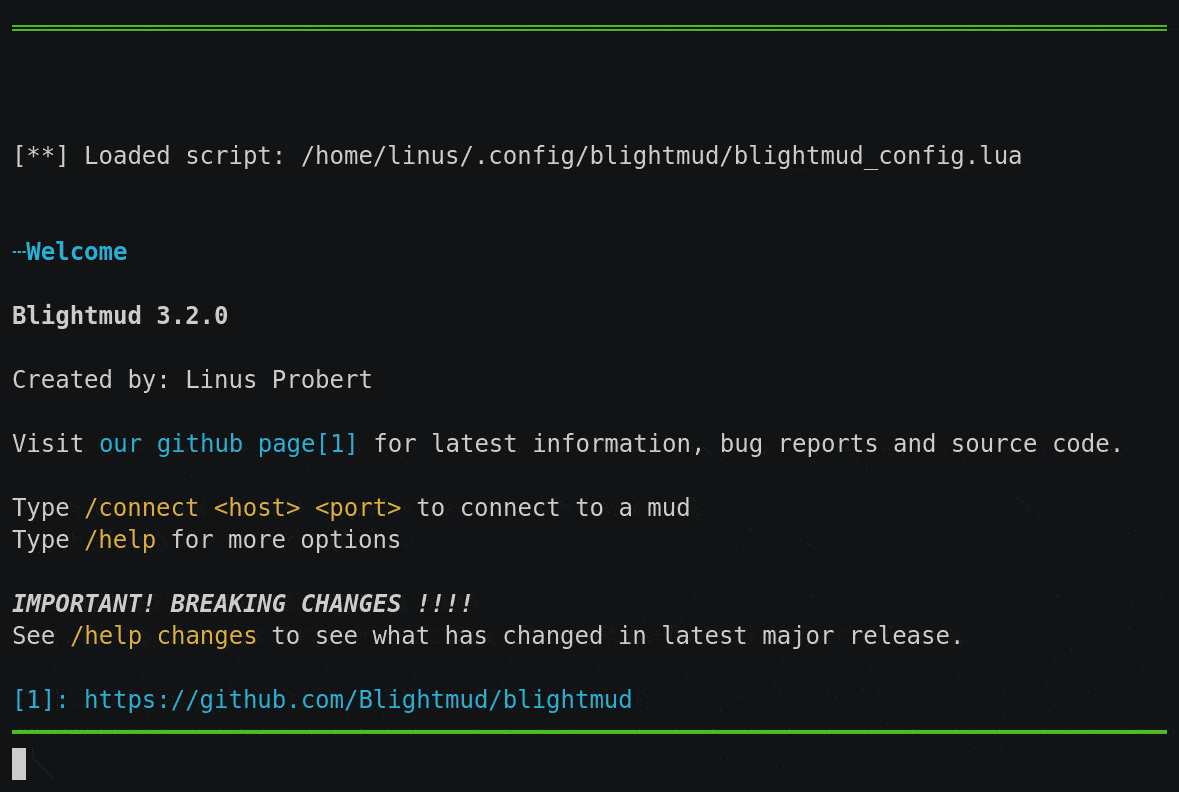 [**] Loaded script: /home/linus/.config/blightmud/blightmud_config.lua
┄Welcome
Blightmud 3.2.0
Created by: Linus Probert
Visit our github page[1] for latest information, bug reports and source code.
Type /connect <host> <port> to connect to a mud
Type /help for more options
IMPORTANT! BREAKING CHANGES !!!!
See /help changes to see what has changed in latest major release.
[1]: https://github.com/Blightmud/blightmud